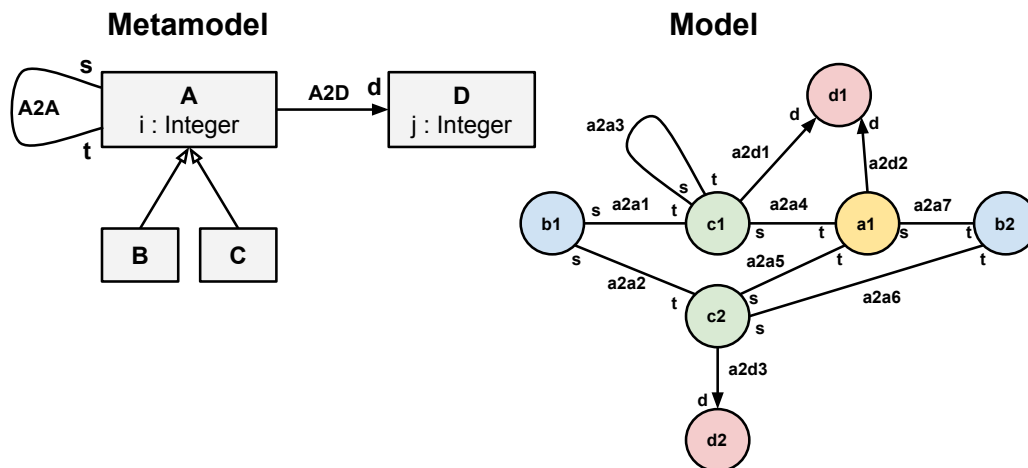 Metamodel
Model
s
A2A
t
A
i : Integer
A2D
d
D
j : Integer
B
C
d1
d
d
a2a3
a2d1
a2d2
s
t
b1
s
a2a1
t
c1
s
a2a4
t
a1
s
a2a7
t
b2
s
a2a2
t
a2a5
s
t
c2
s
a2a6
t
a2d3
d
d2